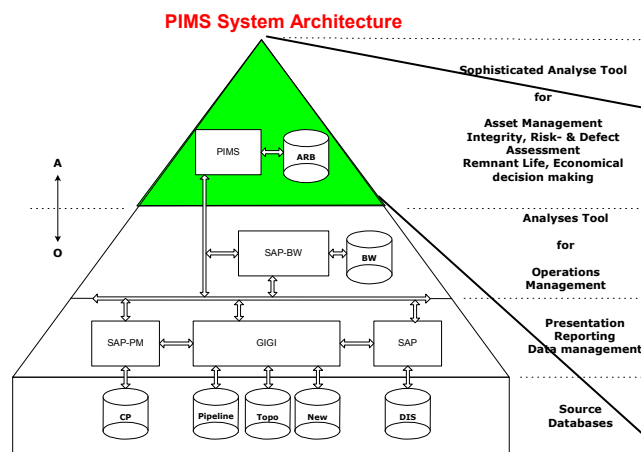 PIMS System Architecture
Sophisticated Analyse Tool
for
Asset Management
Integrity, Risk- & Defect
Assessment
Remnant Life, Economical
decision making
PIMS
ARB
A
O
Analyses Tool
for
Operations
Management
SAP-BW
BW
Presentation
Reporting
Data management
SAP-PM
GIGI
SAP
Source
Databases
CP
Pipeline
Topo
New
DIS